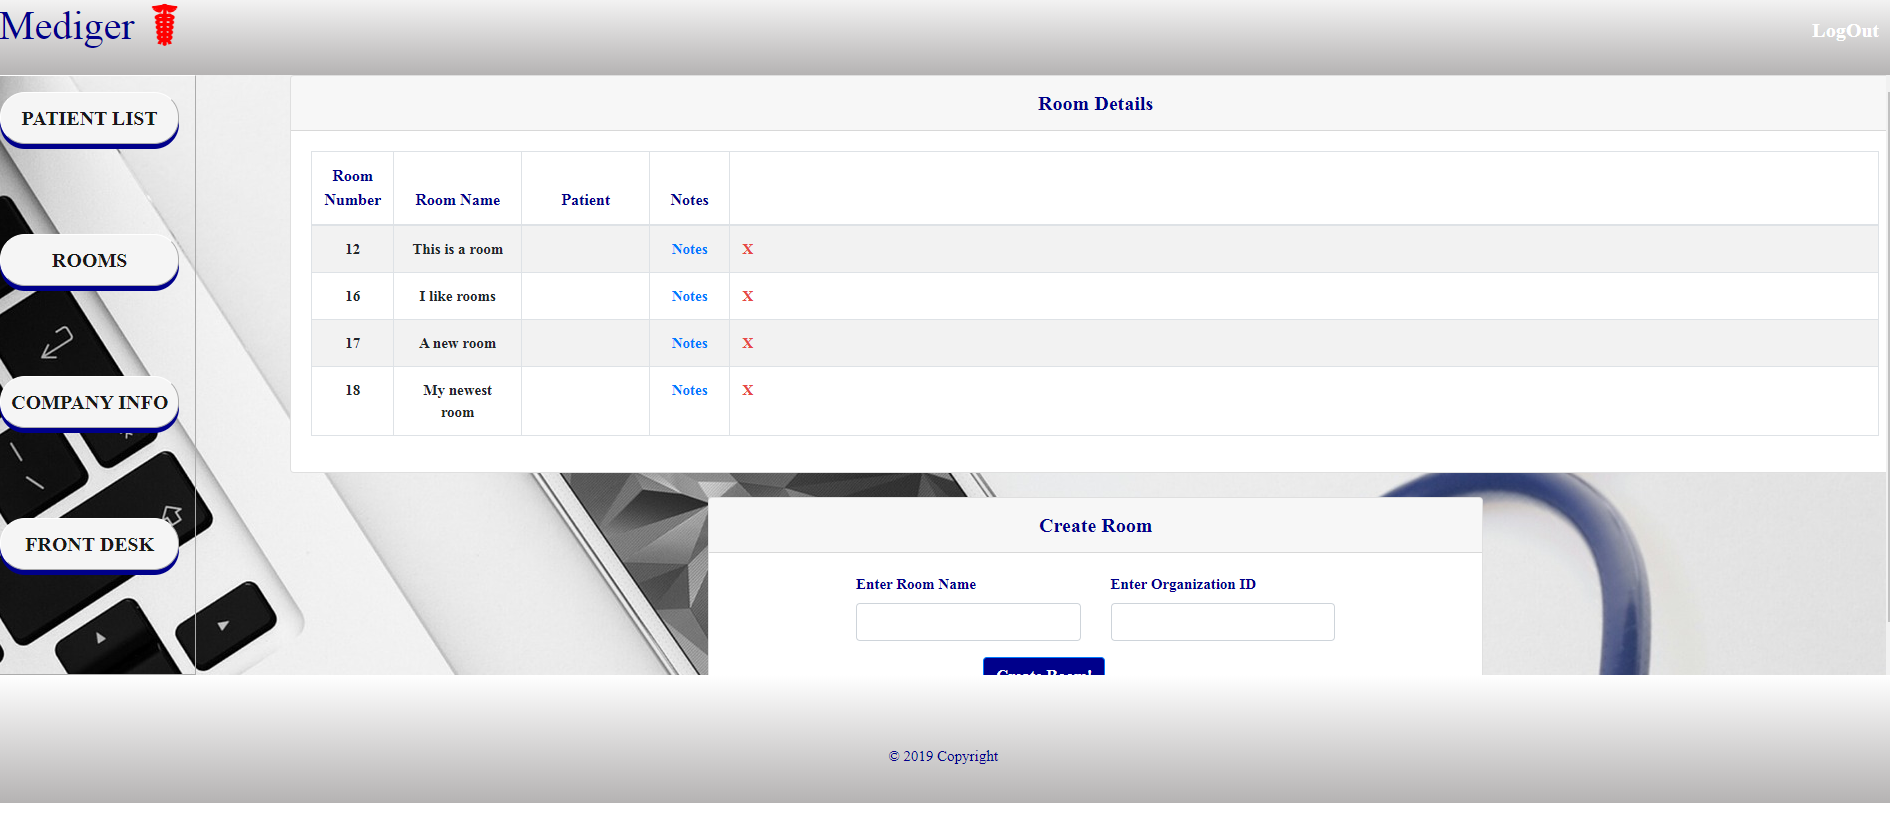 Mediger
LogOut
PATIENT LIST
ROOMS
COMPANY INFO
FRONT DESK
Room Details
Room
Number Room Name Patient Notes
12 This is a room Notes X
16 I like rooms Notes X
17 A new room Notes X
18 My newest Notes X
room
Create Room
Enter Room Name Enter Organization ID
Create Room!
© 2019 Copyright